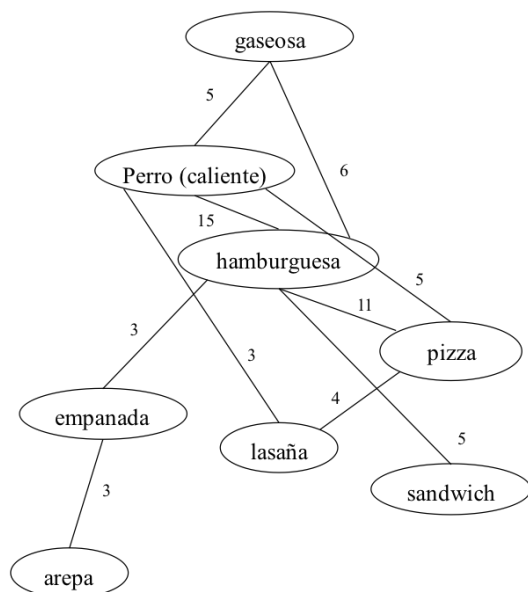 gaseosa
5
Perro (caliente)
6
15
hamburguesa
5
11
3
3
pizza
4
empanada
lasaña
5
sandwich
3
arepa